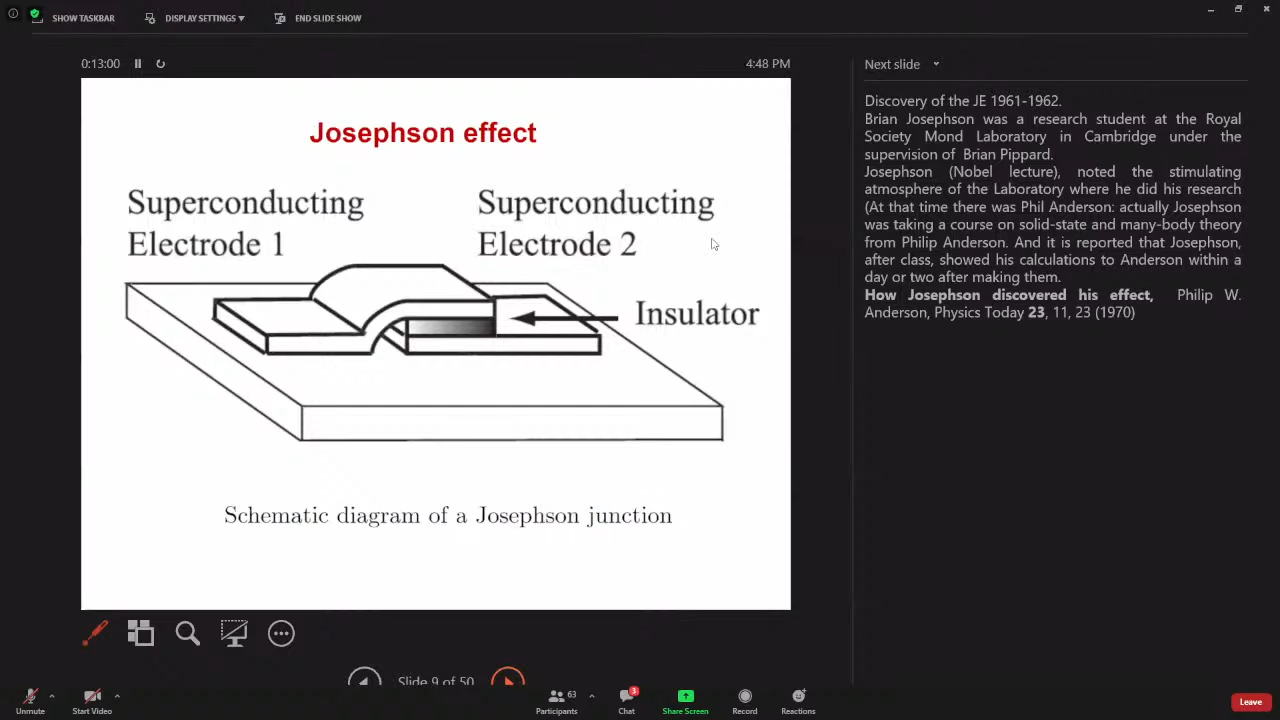 SHOW TASKBAR
DISPLAY SETTINGS
END SLIDE SHOW
0:13:00
4:48 PM
Josephson effect
Superconducting
Electrode 1
Superconducting
Electrode 2
Insulator
Schematic diagram of a Josephson junction
Next slide
Discovery of the JE 1961-1962.
Brian Josephson was a research student at the Royal
Society Mond Laboratory in Cambridge under the
supervision of Brian Pippard.
Josephson (Nobel lecture), noted the stimulating
atmosphere of the Laboratory where he did his research
(At that time there was Phil Anderson: actually Josephson
was taking a course on solid-state and many-body theory
from Philip Anderson. And it is reported that Josephson,
after class, showed his calculations to Anderson within a
day or two after making them.
How Josephson discovered his effect, Philip W.
Anderson, Physics Today 23, 11, 23 (1970)
Slide 9 of 50
Unmute
Start Video
63
Participants
3
Chat
Share Screen
Record
Reactions
Leave